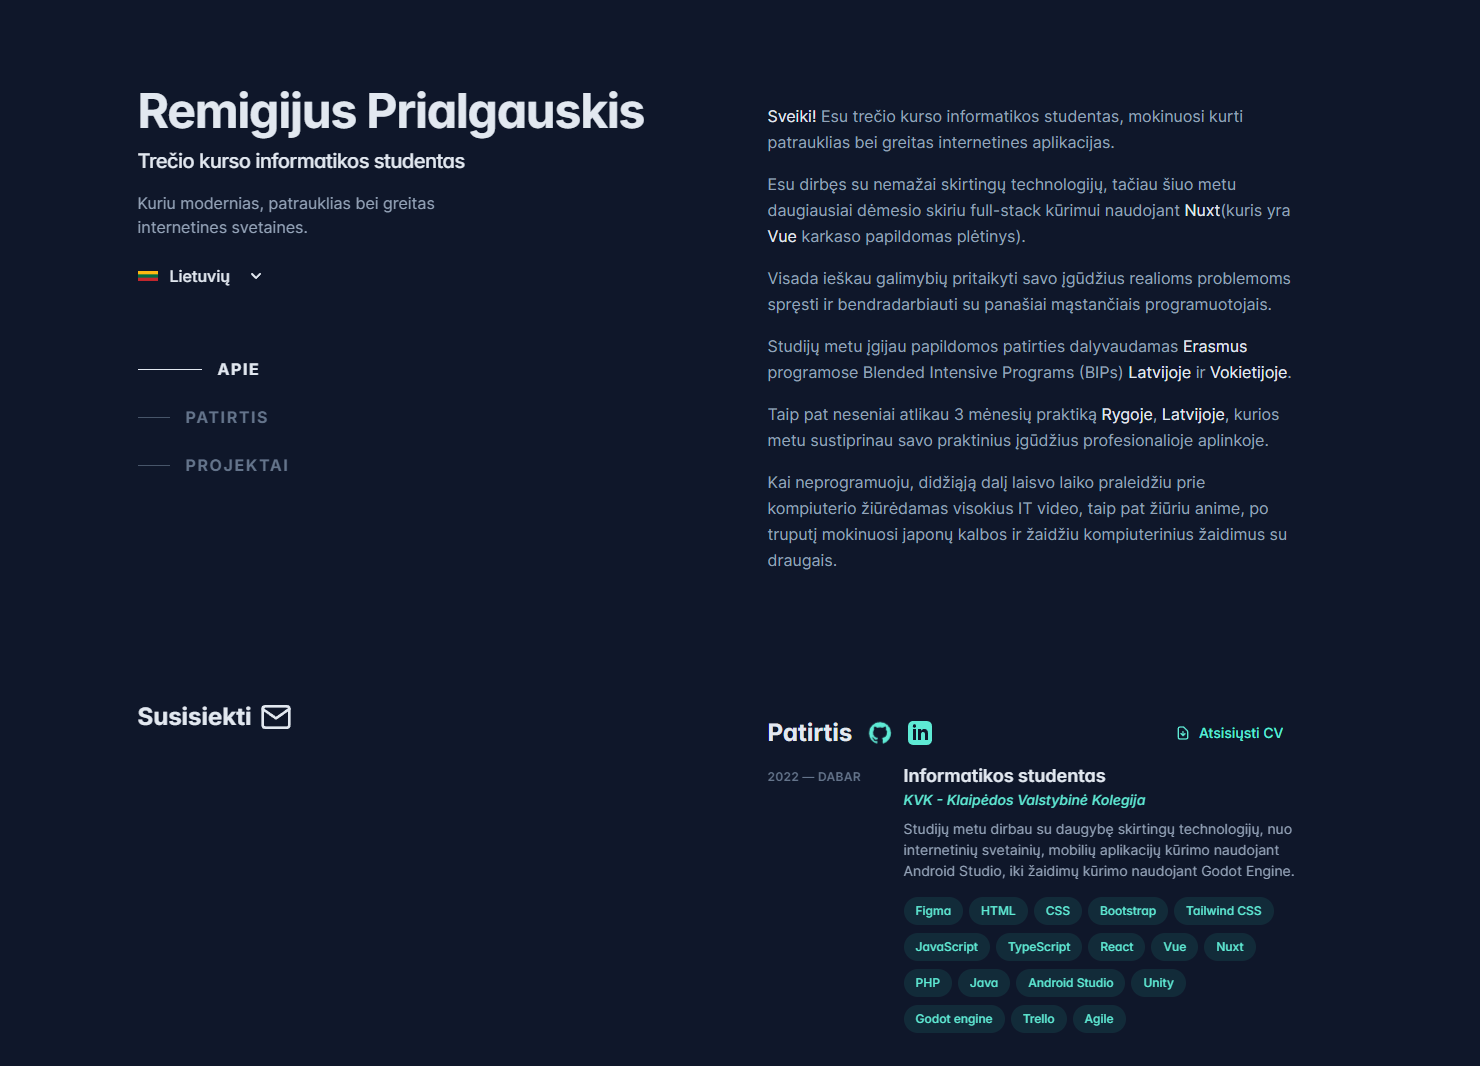 Remigijus Prialgauskis
Trečio kurso informatikos studentas
Kuriu modernias, patrauklias bei greitas
internetines svetaines.
Lietuvių
APIE
PATIRTIS
PROJEKTAI
Susisiekti
Sveiki! Esu trečio kurso informatikos studentas, mokinuosi kurti
patrauklias bei greitas internetines aplikacijas.
Esu dirbęs su nemažai skirtingų technologijų, tačiau šiuo metu
daugiausiai dėmesio skiriu full-stack kūrimui naudojant Nuxt(kuris yra
Vue karkaso papildomas plėtinys).
Visada ieškau galimybių pritaikyti savo įgūdžius realioms problemoms
spręsti ir bendradarbiauti su panašiai mąstančiais programuotojais.
Studijų metu įgijau papildomos patirties dalyvaudamas Erasmus
programose Blended Intensive Programs (BIPs) Latvijoje ir Vokietijoje.
Taip pat neseniai atlikau 3 mėnesių praktiką Rygoje, Latvijoje, kurios
metu sustiprinau savo praktinius įgūdžius profesionalioje aplinkoje.
Kai neprogramuoju, didžiąją dalį laisvo laiko praleidžiu prie
kompiuterio žiūrėdamas visokius IT video, taip pat žiūriu anime, po
truputį mokinuosi japonų kalbos ir žaidžiu kompiuterinius žaidimus su
draugais.
Patirtis
in
Atsisiųsti CV
2022 — DABAR
Informatikos studentas
KVK - Klaipėdos Valstybinė Kolegija
Studijų metu dirbau su daugybę skirtingų technologijų, nuo
internetinių svetainių, mobilių aplikacijų kūrimo naudojant
Android Studio, iki žaidimų kūrimo naudojant Godot Engine.
Figma HTML CSS Bootstrap Tailwind CSS
JavaScript TypeScript React Vue Nuxt
PHP Java Android Studio Unity
Godot engine Trello Agile